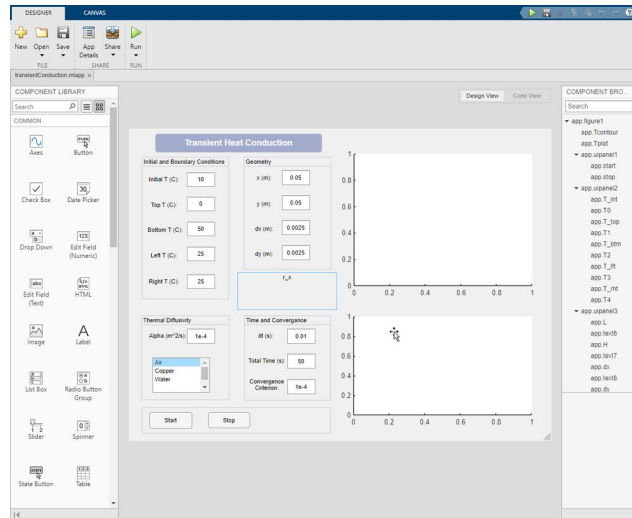 DESIGNER CANVAS
New Open Save App Details Share Run
FILE SHARE RUN
transientConduction.mlapp ×
COMPONENT LIBRARY
Search
COMMON
Axes Button
Check Box Date Picker
Drop Down Edit Field (Numeric)
Edit Field (Text) HTML
Image Label
List Box Radio Button Group
Slider Spinner
State Button Table
Design View Code View
Transient Heat Conduction
Initial and Boundary Conditions
Initial T (C): 10
Top T (C): 0
Bottom T (C): 50
Left T (C): 25
Right T (C): 25
Geometry
x (m): 0.05
y (m): 0.05
dx (m): 0.0025
dy (m): 0.0025
r_x
Thermal Diffusivity
Alpha (m^2/s): 1e-4
Air
Copper
Water
Time and Convergance
dt (s): 0.01
Total Time (s): 50
Convergence Criterion: 1e-4
Start Stop
1
0.8
0.6
0.4
0.2
0
0 0.2 0.4 0.6 0.8 1
1
0.8
0.6
0.4
0.2
0
0 0.2 0.4 0.6 0.8 1
COMPONENT BRO...
Search
app.figure1
app.Tcontour
app.Tplot
app.uipanel1
app.start
app.stop
app.uipanel2
app.T_int
app.T0
app.T_top
app.T1
app.T_btm
app.T2
app.T_lft
app.T3
app.T_rht
app.T4
app.uipanel3
app.L
app.text6
app.H
app.text7
app.dx
app.text8
app.dy